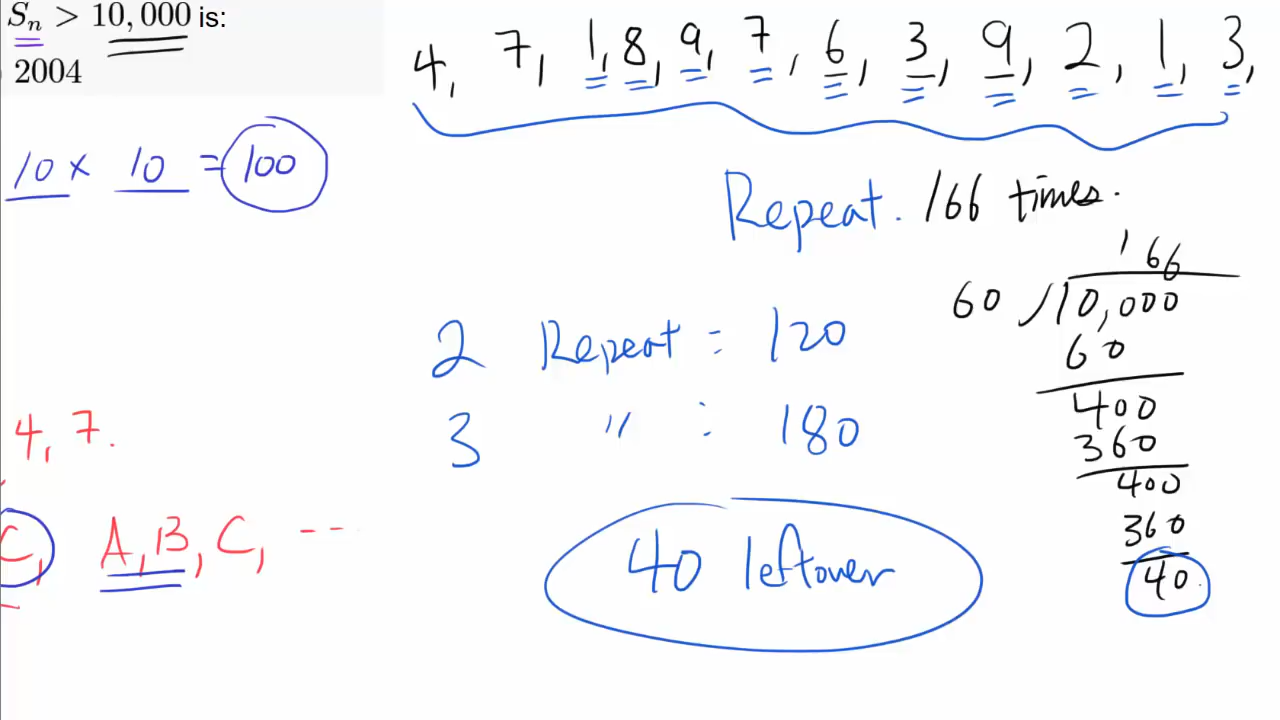 Sₙ > 10,000 is:
2004
4, 7, 1, 8, 9, 7, 6, 3, 9, 2, 1, 3,
10 × 10 = 100
Repeat. 166 times.
166
60 10,000
60
400
360
400
360
40
2 Repeat = 120
3 〃 : 180
40 leftover
4, 7.
C, A, B, C, ---